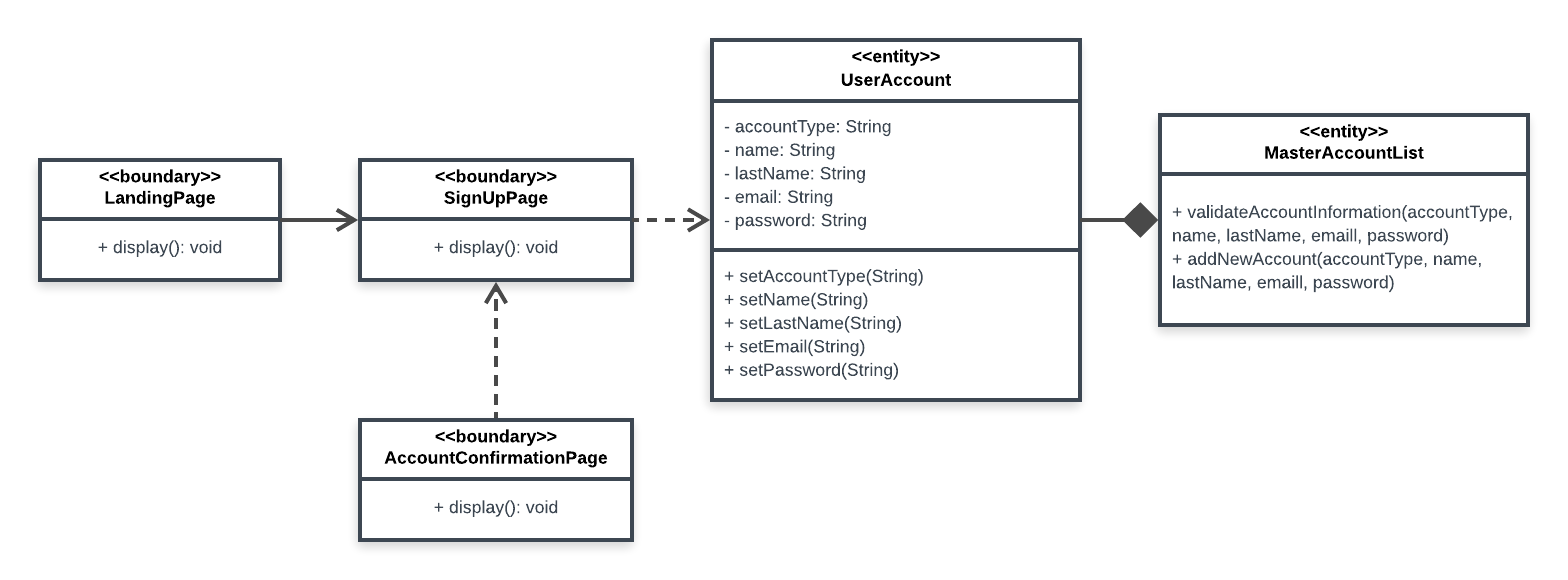 <<boundary>>
LandingPage
+ display(): void
<<boundary>>
SignUpPage
+ display(): void
<<boundary>>
AccountConfirmationPage
+ display(): void
<<entity>>
UserAccount
- accountType: String
- name: String
- lastName: String
- email: String
- password: String
+ setAccountType(String)
+ setName(String)
+ setLastName(String)
+ setEmail(String)
+ setPassword(String)
<<entity>>
MasterAccountList
+ validateAccountInformation(accountType,
name, lastName, emaill, password)
+ addNewAccount(accountType, name,
lastName, emaill, password)